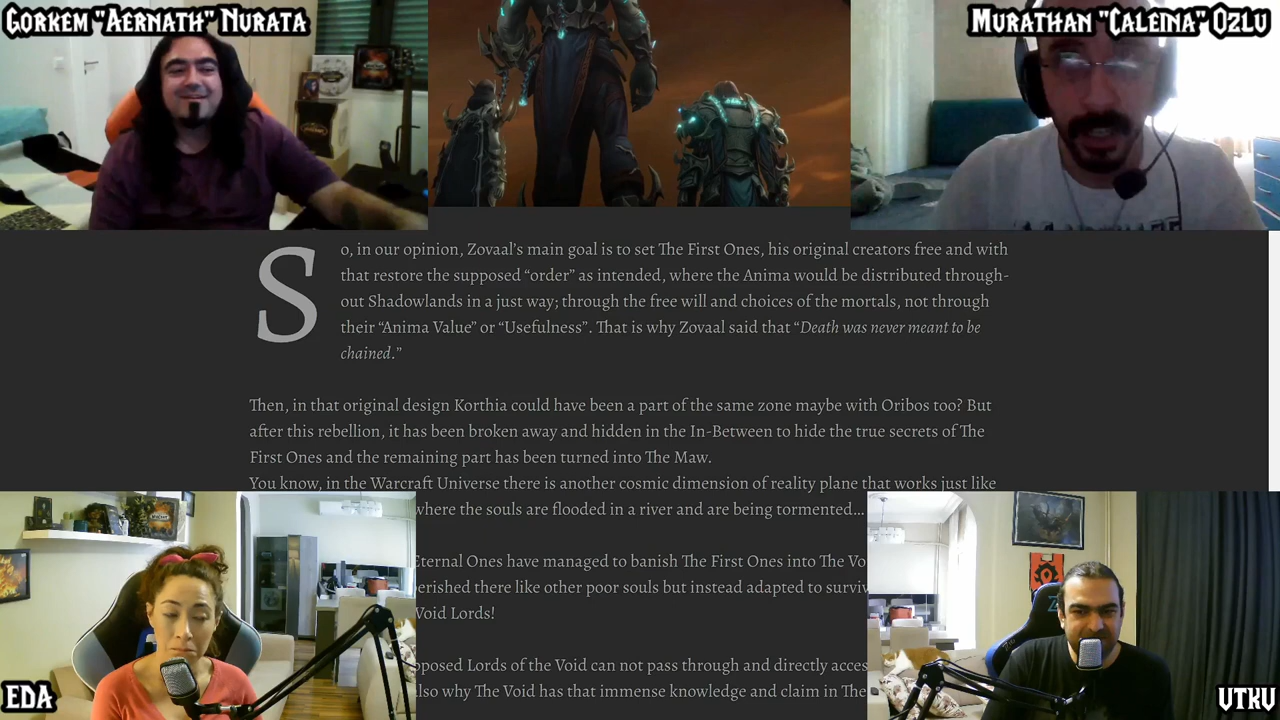 Gorkem "Aernath" Nurata
Murathan "Caleina" Ozlu
So, in our opinion, Zovaal's main goal is to set The First Ones, his original creators free and with
that restore the supposed “order” as intended, where the Anima would be distributed through-
out Shadowlands in a just way; through the free will and choices of the mortals, not through
their “Anima Value” or “Usefulness”. That is why Zovaal said that “Death was never meant to be
chained.”
Then, in that original design Korthia could have been a part of the same zone maybe with Oribos too? But
after this rebellion, it has been broken away and hidden in the In-Between to hide the true secrets of The
First Ones and the remaining part has been turned into The Maw.
You know, in the Warcraft Universe there is another cosmic dimension of reality plane that works just like
where the souls are flooded in a river and are being tormented...
Eternal Ones have managed to banish The First Ones into The Vo
erished there like other poor souls but instead adapted to surviv
Void Lords!
pposed Lords of the Void can not pass through and directly acces
lso why The Void has that immense knowledge and claim in The
Eda
Utku